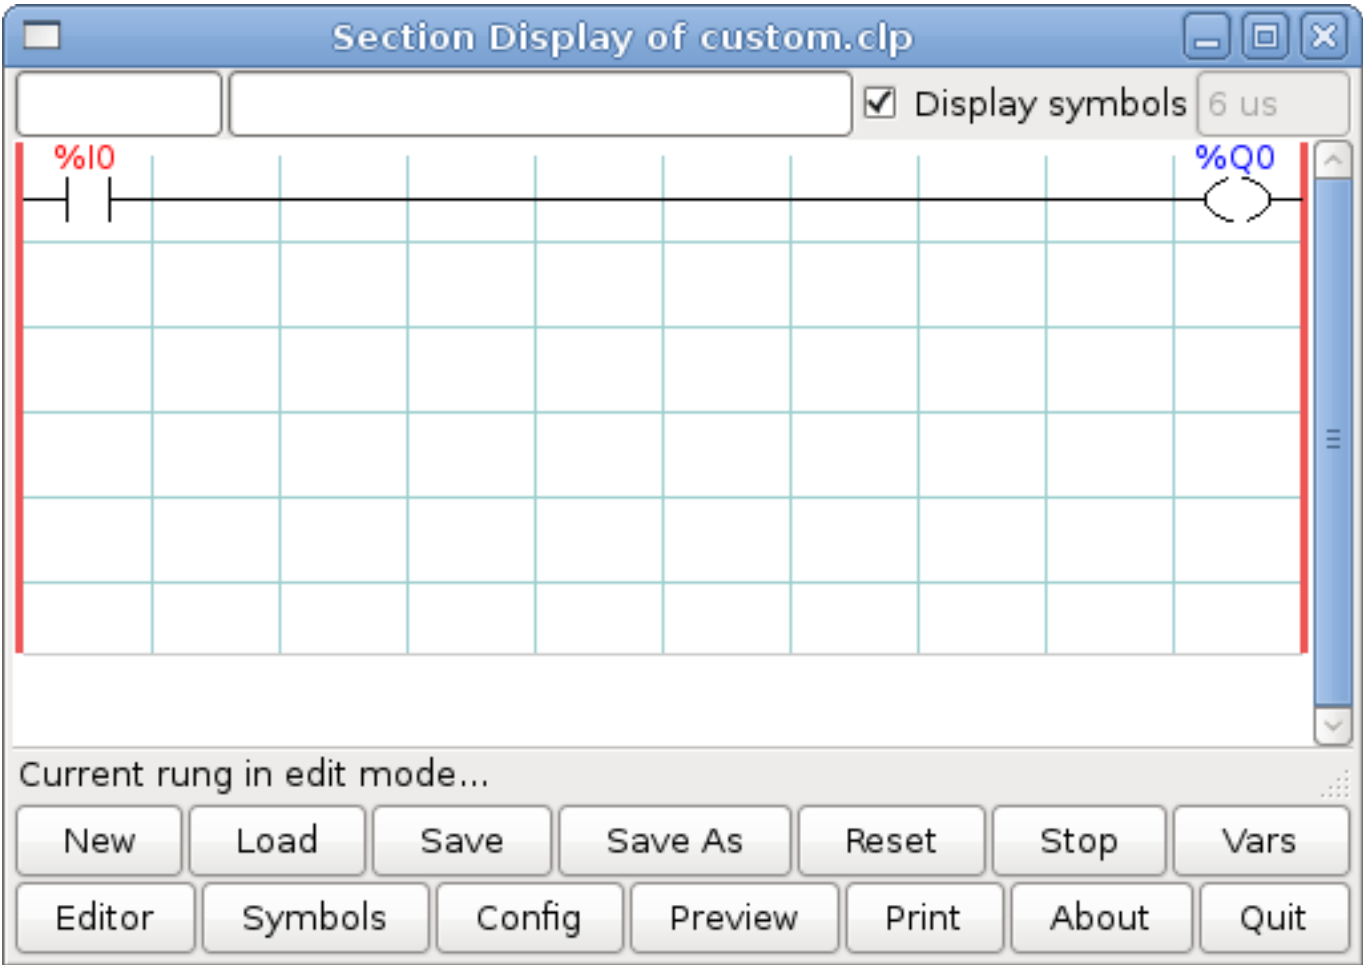 Section Display of custom.clp
Display symbols 6 us
%I0 %Q0
Current rung in edit mode...
New Load Save Save As Reset Stop Vars
Editor Symbols Config Preview Print About Quit